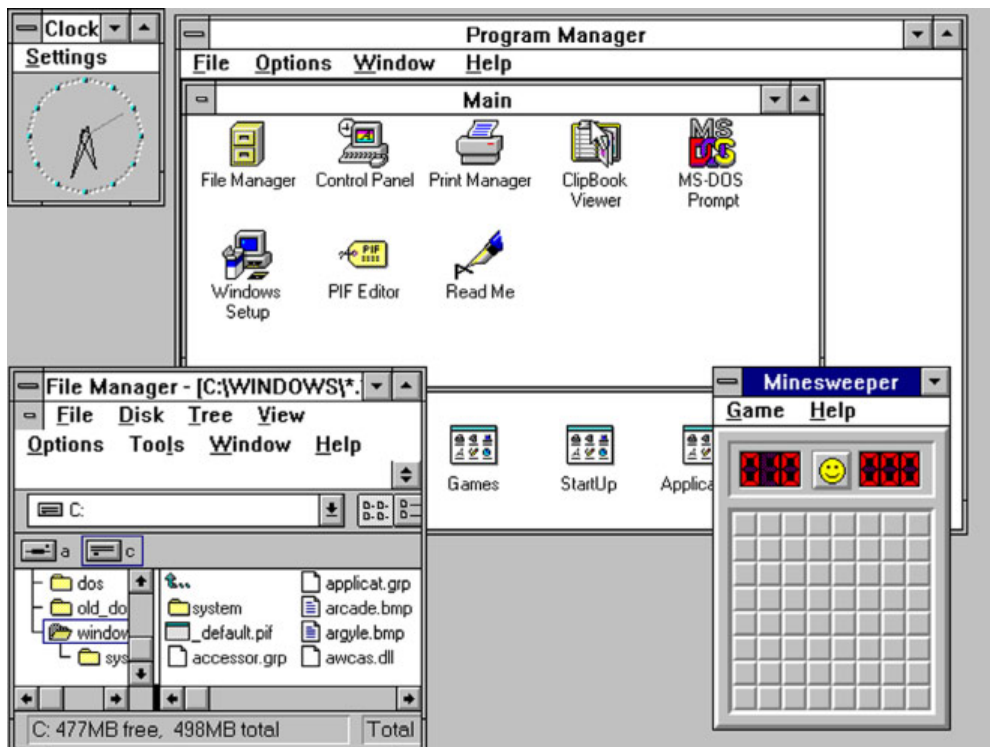 Clock
Settings
Program Manager
File Options Window Help
Main
File Manager
Control Panel
Print Manager
ClipBook
Viewer
MS-DOS
Prompt
Windows
Setup
PIF Editor
Read Me
File Manager - [C:\WINDOWS\*.
File Disk Tree View
Options Tools Window Help
C:
a
c
dos
old_do
window
sys
system
_default.pif
accessor.grp
applicat.grp
arcade.bmp
argyle.bmp
awcas.dll
C: 477MB free, 498MB total
Total
Games
StartUp
Applica
Minesweeper
Game Help